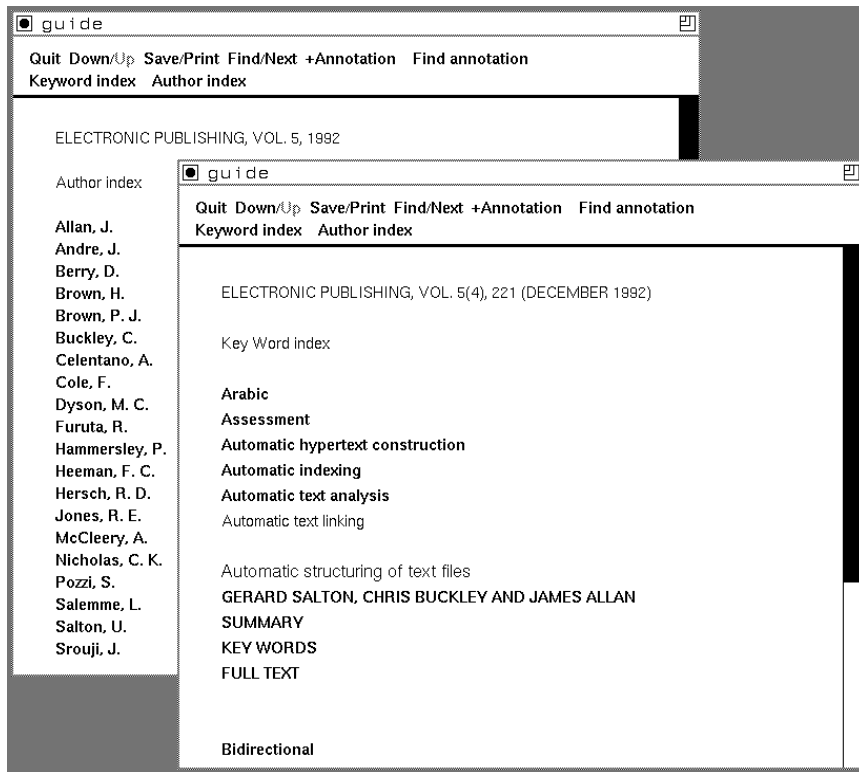 guide
Quit Down/Up Save/Print Find/Next +Annotation Find annotation
Keyword index Author index
ELECTRONIC PUBLISHING, VOL. 5, 1992
Author index
Allan, J.
Andre, J.
Berry, D.
Brown, H.
Brown, P. J.
Buckley, C.
Celentano, A.
Cole, F.
Dyson, M. C.
Furuta, R.
Hammersley, P.
Heeman, F. C.
Hersch, R. D.
Jones, R. E.
McCleery, A.
Nicholas, C. K.
Pozzi, S.
Salemme, L.
Salton, U.
Srouji, J.
guide
Quit Down/Up Save/Print Find/Next +Annotation Find annotation
Keyword index Author index
ELECTRONIC PUBLISHING, VOL. 5(4), 221 (DECEMBER 1992)
Key Word index
Arabic
Assessment
Automatic hypertext construction
Automatic indexing
Automatic text analysis
Automatic text linking
Automatic structuring of text files
GERARD SALTON, CHRIS BUCKLEY AND JAMES ALLAN
SUMMARY
KEY WORDS
FULL TEXT
Bidirectional